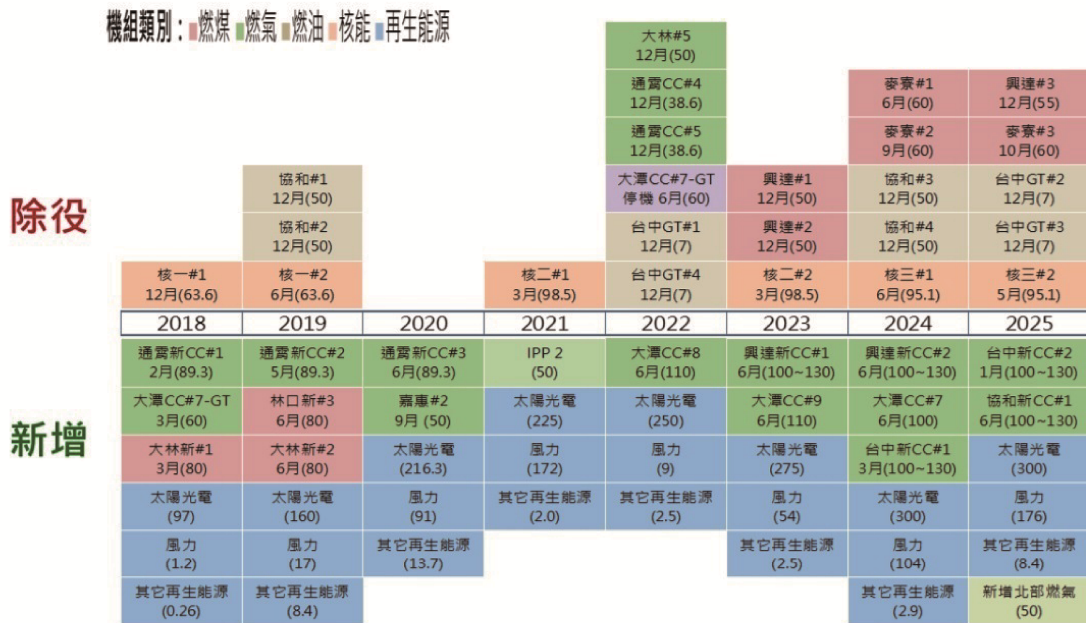 機組類別：燃煤 燃氣 燃油 核能 再生能源
大林#5
12月(50)
通霄CC#4
12月(38.6)
麥寮#1
6月(60)
興達#3
12月(55)
通霄CC#5
12月(38.6)
麥寮#2
9月(60)
麥寮#3
10月(60)
除役
協和#1
12月(50)
大潭CC#7-GT
停機 6月(60)
興達#1
12月(50)
協和#3
12月(50)
台中GT#2
12月(7)
協和#2
12月(50)
台中GT#1
12月(7)
興達#2
12月(50)
協和#4
12月(50)
台中GT#3
12月(7)
核一#1
12月(63.6)
核一#2
6月(63.6)
核二#1
3月(98.5)
台中GT#4
12月(7)
核二#2
3月(98.5)
核三#1
6月(95.1)
核三#2
5月(95.1)
2018 2019 2020 2021 2022 2023 2024 2025
新增
通霄新CC#1
2月(89.3)
通霄新CC#2
5月(89.3)
通霄新CC#3
6月(89.3)
IPP 2
(50)
大潭CC#8
6月(110)
興達新CC#1
6月(100~130)
興達新CC#2
6月(100~130)
台中新CC#2
1月(100~130)
大潭CC#7-GT
3月(60)
林口新#3
6月(80)
嘉惠#2
9月 (50)
太陽光電
(225)
太陽光電
(250)
大潭CC#9
6月(110)
大潭CC#7
6月(100)
協和新CC#1
6月(100~130)
大林新#1
3月(80)
大林新#2
6月(80)
太陽光電
(216.3)
風力
(172)
風力
(9)
太陽光電
(275)
台中新CC#1
3月(100~130)
太陽光電
(300)
太陽光電
(97)
太陽光電
(160)
風力
(91)
其它再生能源
(2.0)
其它再生能源
(2.5)
風力
(54)
太陽光電
(300)
風力
(176)
風力
(1.2)
風力
(17)
其它再生能源
(13.7)
其它再生能源
(2.5)
風力
(104)
其它再生能源
(8.4)
其它再生能源
(0.26)
其它再生能源
(8.4)
其它再生能源
(2.9)
新增北部燃氣
(50)